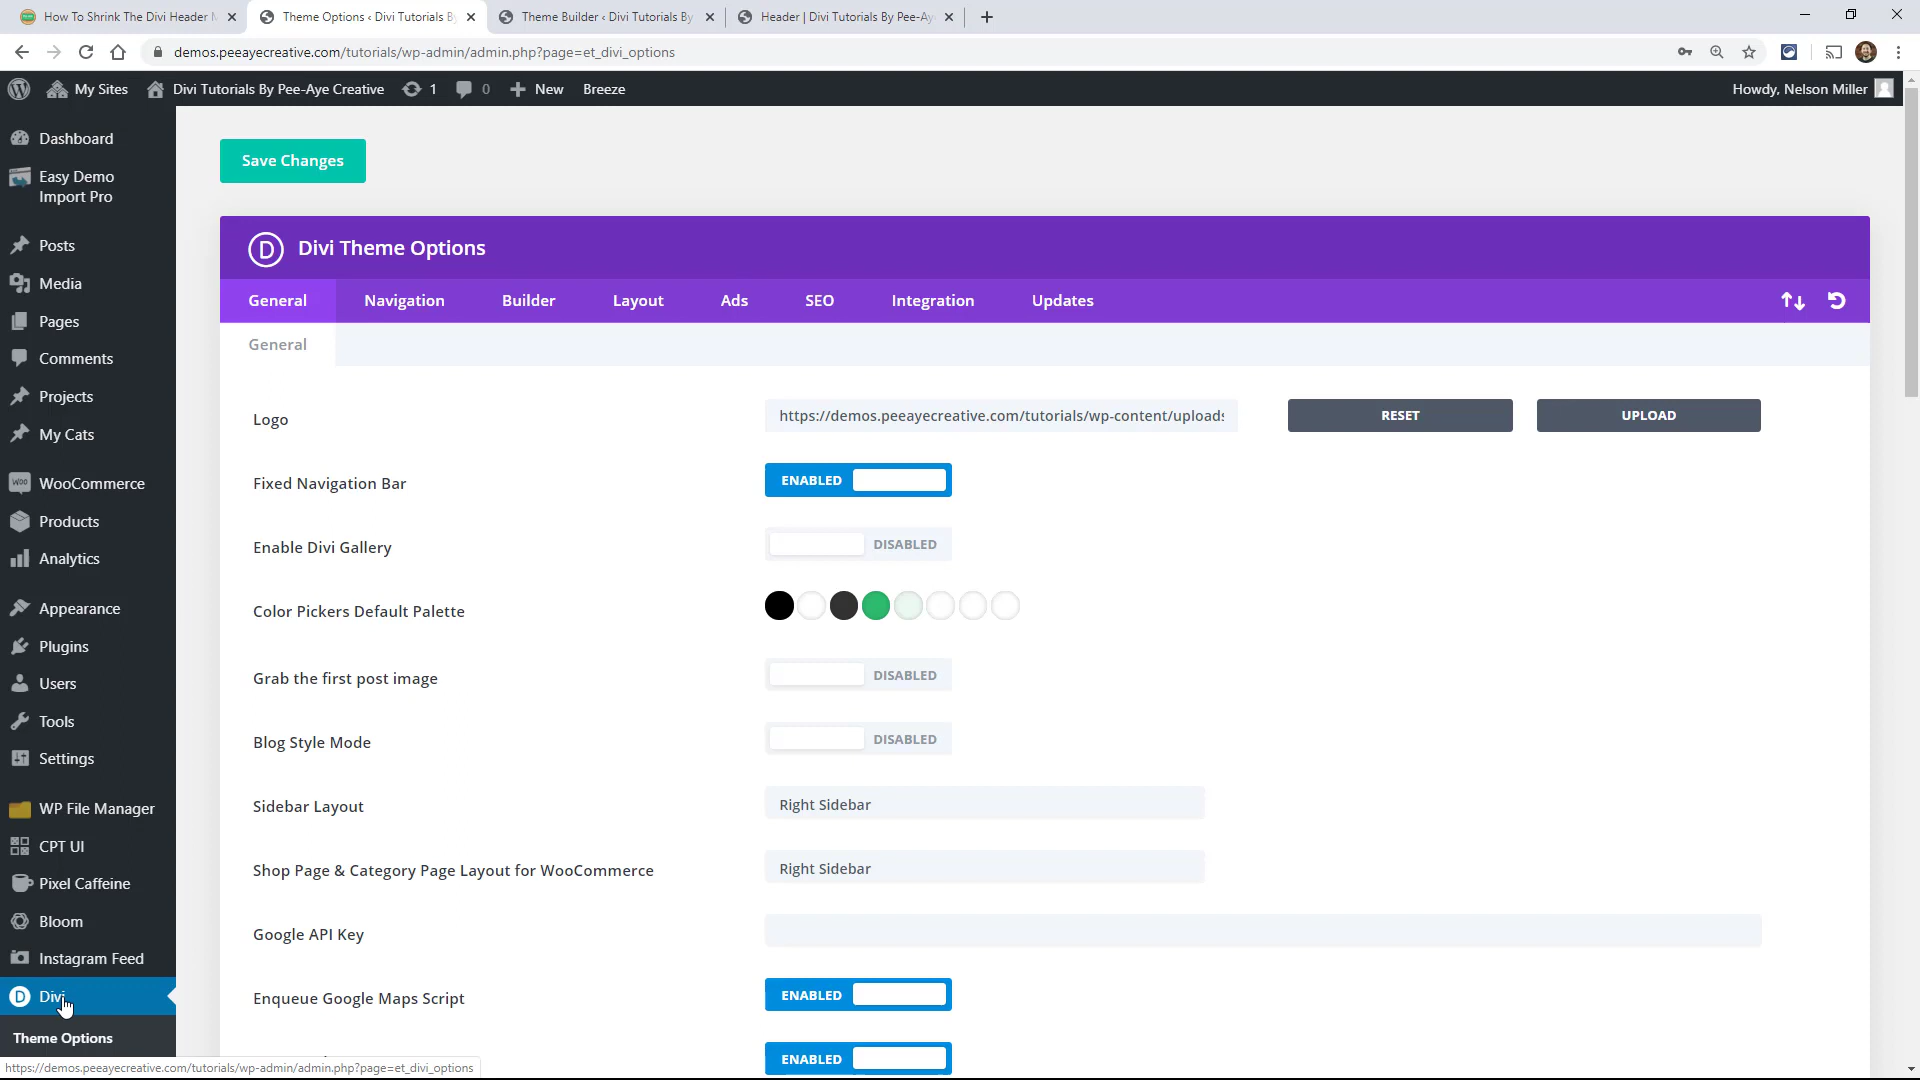 How To Shrink The Divi Header
Theme Options ‹ Divi Tutorials By
Theme Builder ‹ Divi Tutorials By
Header | Divi Tutorials By Pee-Aye
demos.peeayecreative.com/tutorials/wp-admin/admin.php?page=et_divi_options
My Sites
Divi Tutorials By Pee-Aye Creative
1
0
New
Breeze
Howdy, Nelson Miller
Dashboard
Easy Demo
Import Pro
Posts
Media
Pages
Comments
Projects
My Cats
WooCommerce
Products
Analytics
Appearance
Plugins
Users
Tools
Settings
WP File Manager
CPT UI
Pixel Caffeine
Bloom
Instagram Feed
Divi
Theme Options
Save Changes
Divi Theme Options
General Navigation Builder Layout Ads SEO Integration Updates
General
Logo
https://demos.peeayecreative.com/tutorials/wp-content/uploads
RESET
UPLOAD
Fixed Navigation Bar
ENABLED
Enable Divi Gallery
DISABLED
Color Pickers Default Palette
Grab the first post image
DISABLED
Blog Style Mode
DISABLED
Sidebar Layout
Right Sidebar
Shop Page & Category Page Layout for WooCommerce
Right Sidebar
Google API Key
Enqueue Google Maps Script
ENABLED
ENABLED
https://demos.peeayecreative.com/tutorials/wp-admin/admin.php?page=et_divi_options